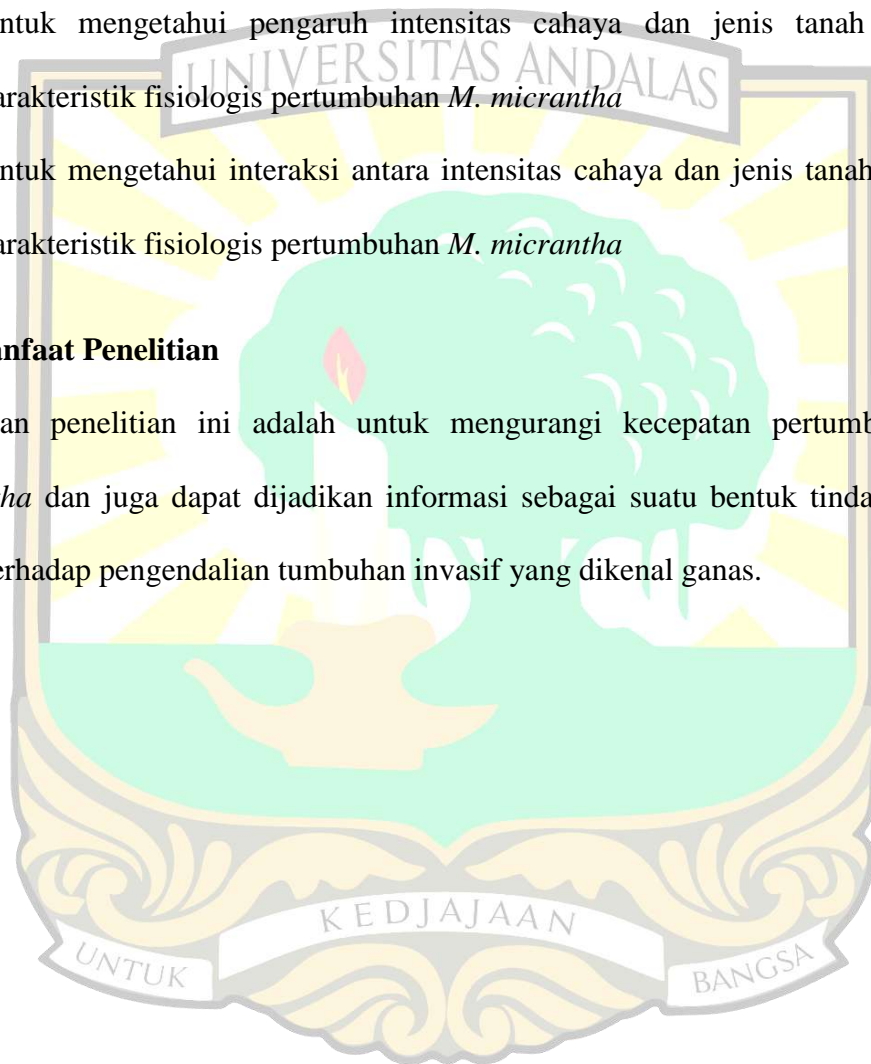 ntuk mengetahui pengaruh intensitas cahaya dan jenis tanah
UNIVERSITAS ANDALAS
arakteristik fisiologis pertumbuhan M. micrantha
ntuk mengetahui interaksi antara intensitas cahaya dan jenis tanah
arakteristik fisiologis pertumbuhan M. micrantha
anfaat Penelitian
an penelitian ini adalah untuk mengurangi kecepatan pertumb
ha dan juga dapat dijadikan informasi sebagai suatu bentuk tinda
erhadap pengendalian tumbuhan invasif yang dikenal ganas.
UNTUK KEDJAJAAN BANGSA